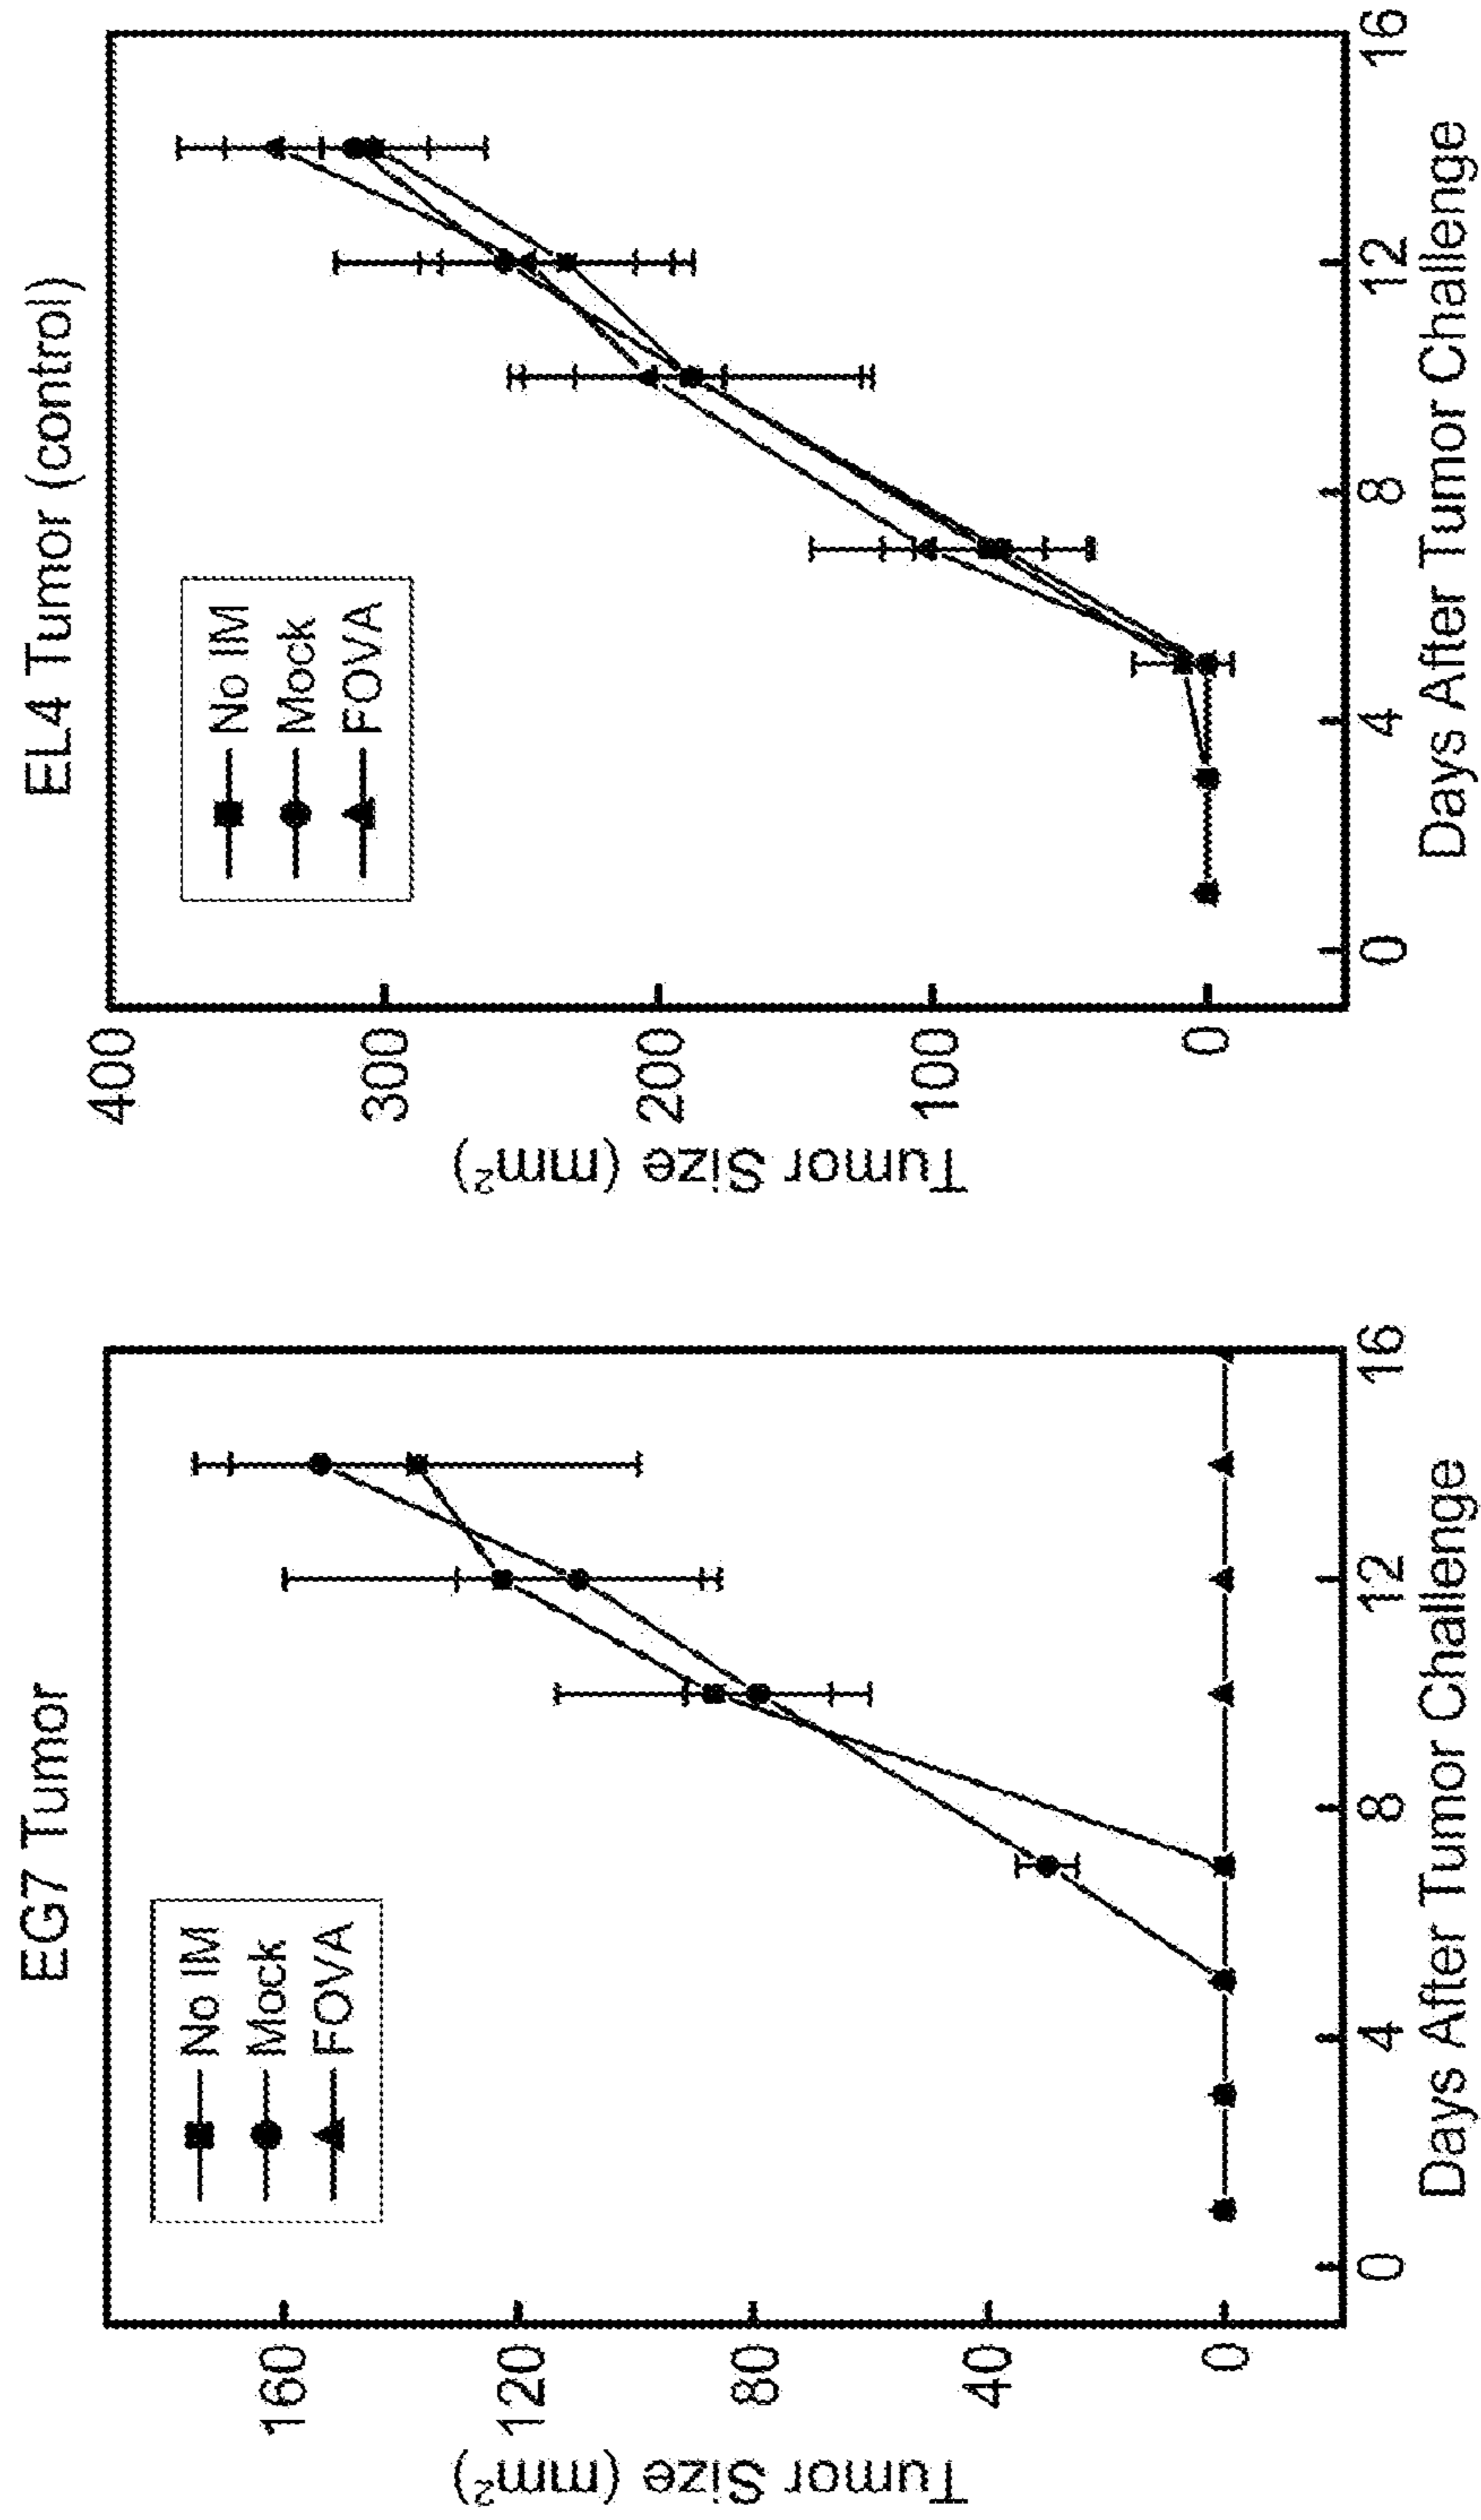 EG7 Tumor
No IM
Mock
FOVA
160
120
80
40
0
Tumor Size (mm²)
0 4 8 12 16
Days After Tumor Challenge
EL4 Tumor (control)
No IM
Mock
FOVA
400
300
200
100
0
Tumor Size (mm²)
0 4 8 12 16
Days After Tumor Challenge